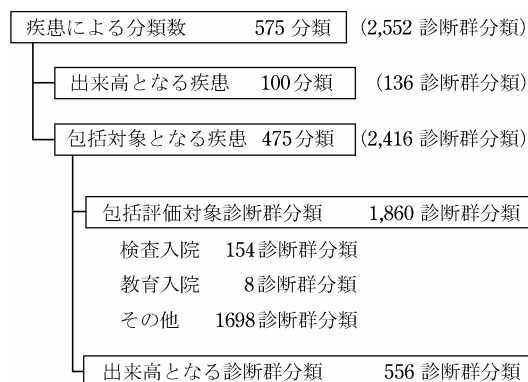 疾患による分類数 575 分類 (2,552 診断群分類)
出来高となる疾患 100分類 (136 診断群分類)
包括対象となる疾患 475分類 (2,416 診断群分類)
包括評価対象診断群分類 1,860 診断群分類
検査入院 154診断群分類
教育入院 8診断群分類
その他 1698診断群分類
出来高となる診断群分類 556 診断群分類